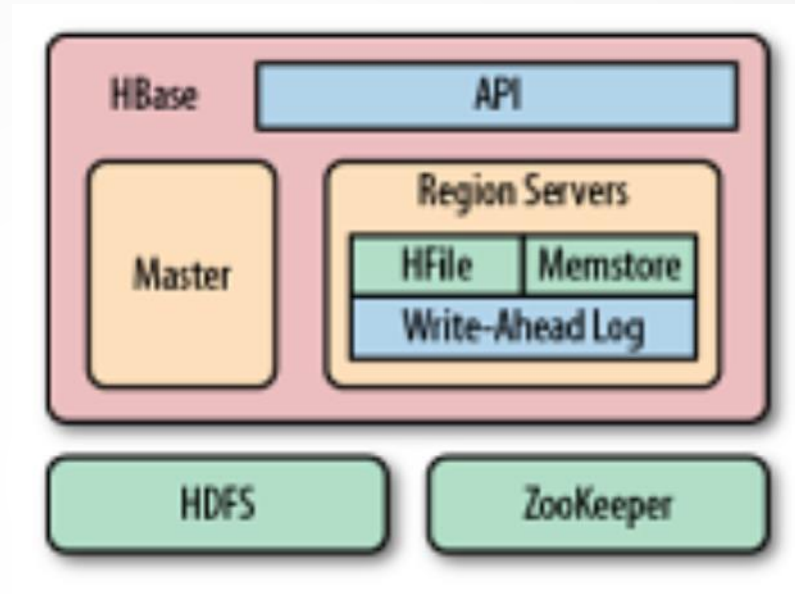 HBase
API
Master
Region Servers
HFile
Memstore
Write-Ahead Log
HDFS
ZooKeeper